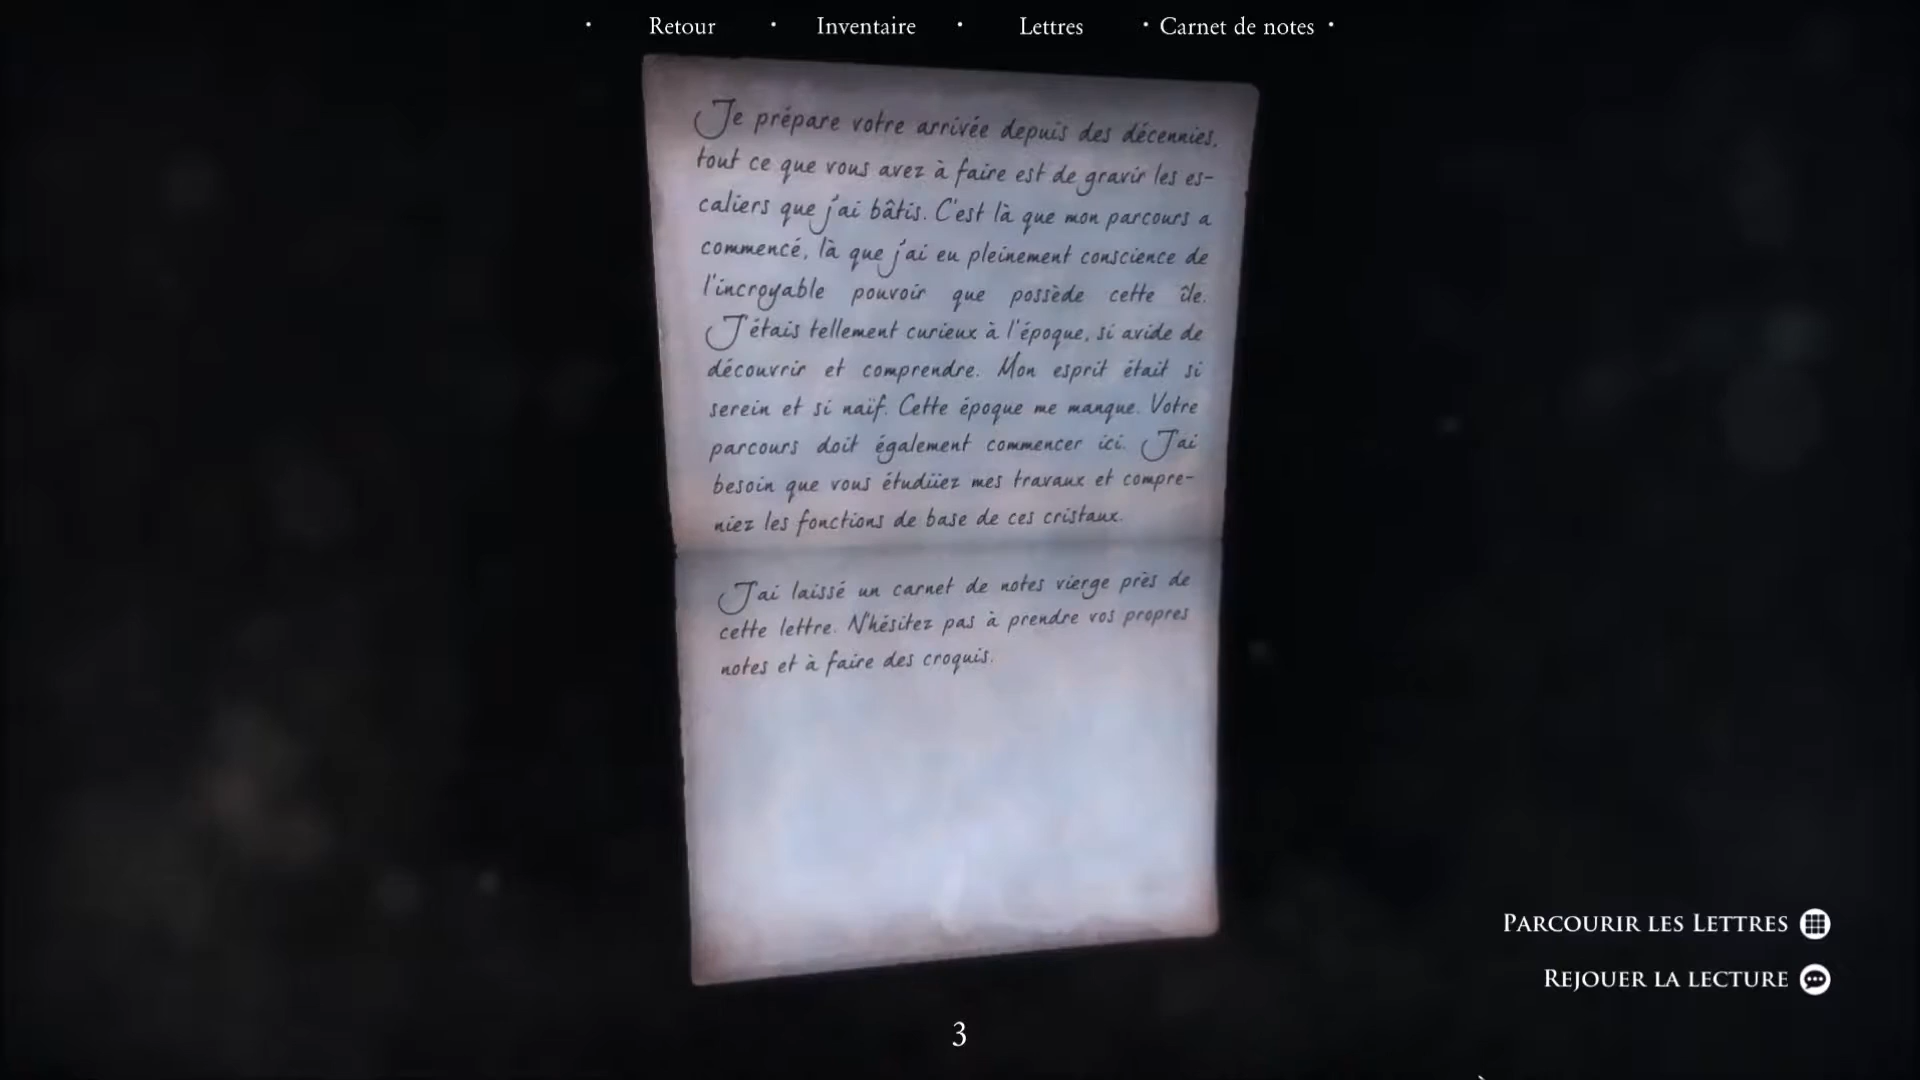 Retour
Inventaire
Lettres
Carnet de notes
Je prépare votre arrivée depuis des décennies,
tout ce que vous avez à faire est de gravir les es-
caliers que j'ai bâtis. C'est là que mon parcours a
commencé, là que j'ai eu pleinement conscience de
l'incroyable pouvoir que possède cette île.
J'étais tellement curieux à l'époque, si avide de
découvrir et comprendre. Mon esprit était si
serein et si naïf. Cette époque me manque. Votre
parcours doit également commencer ici. J'ai
besoin que vous étudiiez mes travaux et compre-
niez les fonctions de base de ces cristaux.
J'ai laissé un carnet de notes vierge près de
cette lettre. N'hésitez pas à prendre vos propres
notes et à faire des croquis.
Parcourir les Lettres
Rejouer la lecture
3